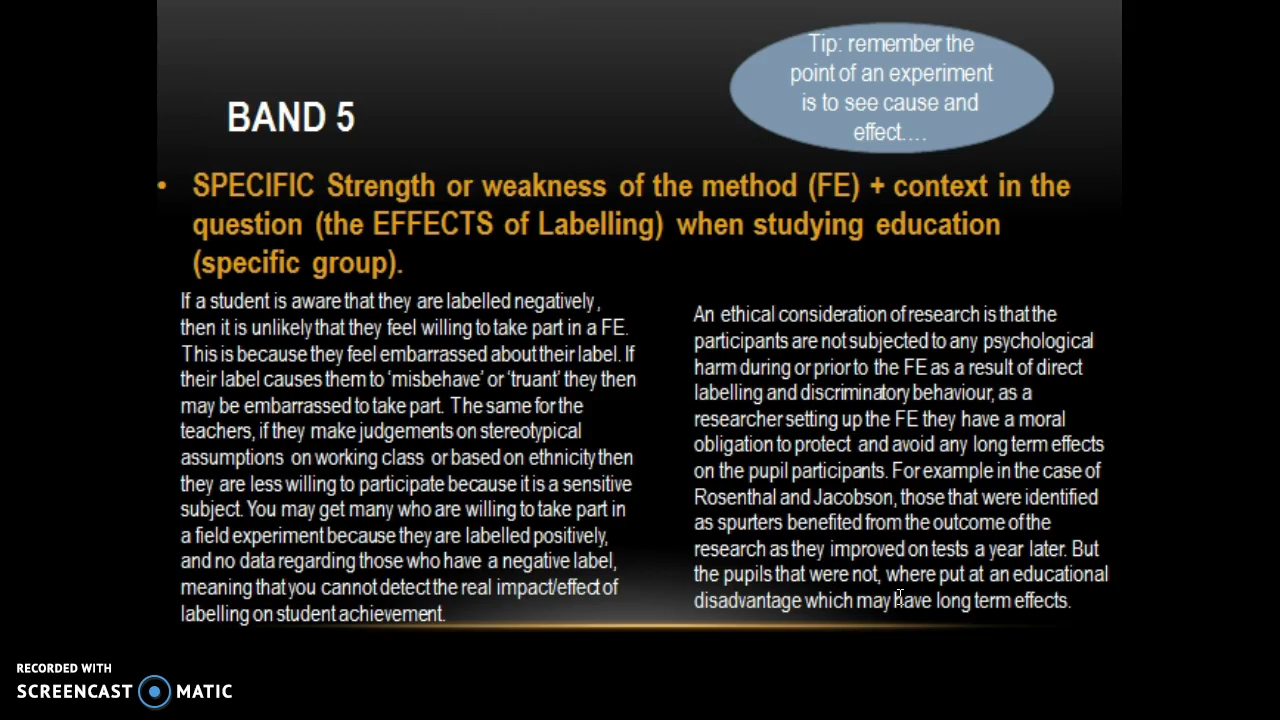 Tip: remember the
point of an experiment
is to see cause and
effect....
BAND 5
• SPECIFIC Strength or weakness of the method (FE) + context in the
question (the EFFECTS of Labelling) when studying education
(specific group).
If a student is aware that they are labelled negatively,
then it is unlikely that they feel willing to take part in a FE.
This is because they feel embarrassed about their label. If
their label causes them to ‘misbehave’ or ‘truant’ they then
may be embarrassed to take part. The same for the
teachers, if they make judgements on stereotypical
assumptions on working class or based on ethnicity then
they are less willing to participate because it is a sensitive
subject. You may get many who are willing to take part in
a field experiment because they are labelled positively,
and no data regarding those who have a negative label,
meaning that you cannot detect the real impact/effect of
labelling on student achievement.
An ethical consideration of research is that the
participants are not subjected to any psychological
harm during or prior to the FE as a result of direct
labelling and discriminatory behaviour, as a
researcher setting up the FE they have a moral
obligation to protect and avoid any long term effects
on the pupil participants. For example in the case of
Rosenthal and Jacobson, those that were identified
as spurters benefited from the outcome of the
research as they improved on tests a year later. But
the pupils that were not, where put at an educational
disadvantage which may have long term effects.
RECORDED WITH
SCREENCAST MATIC